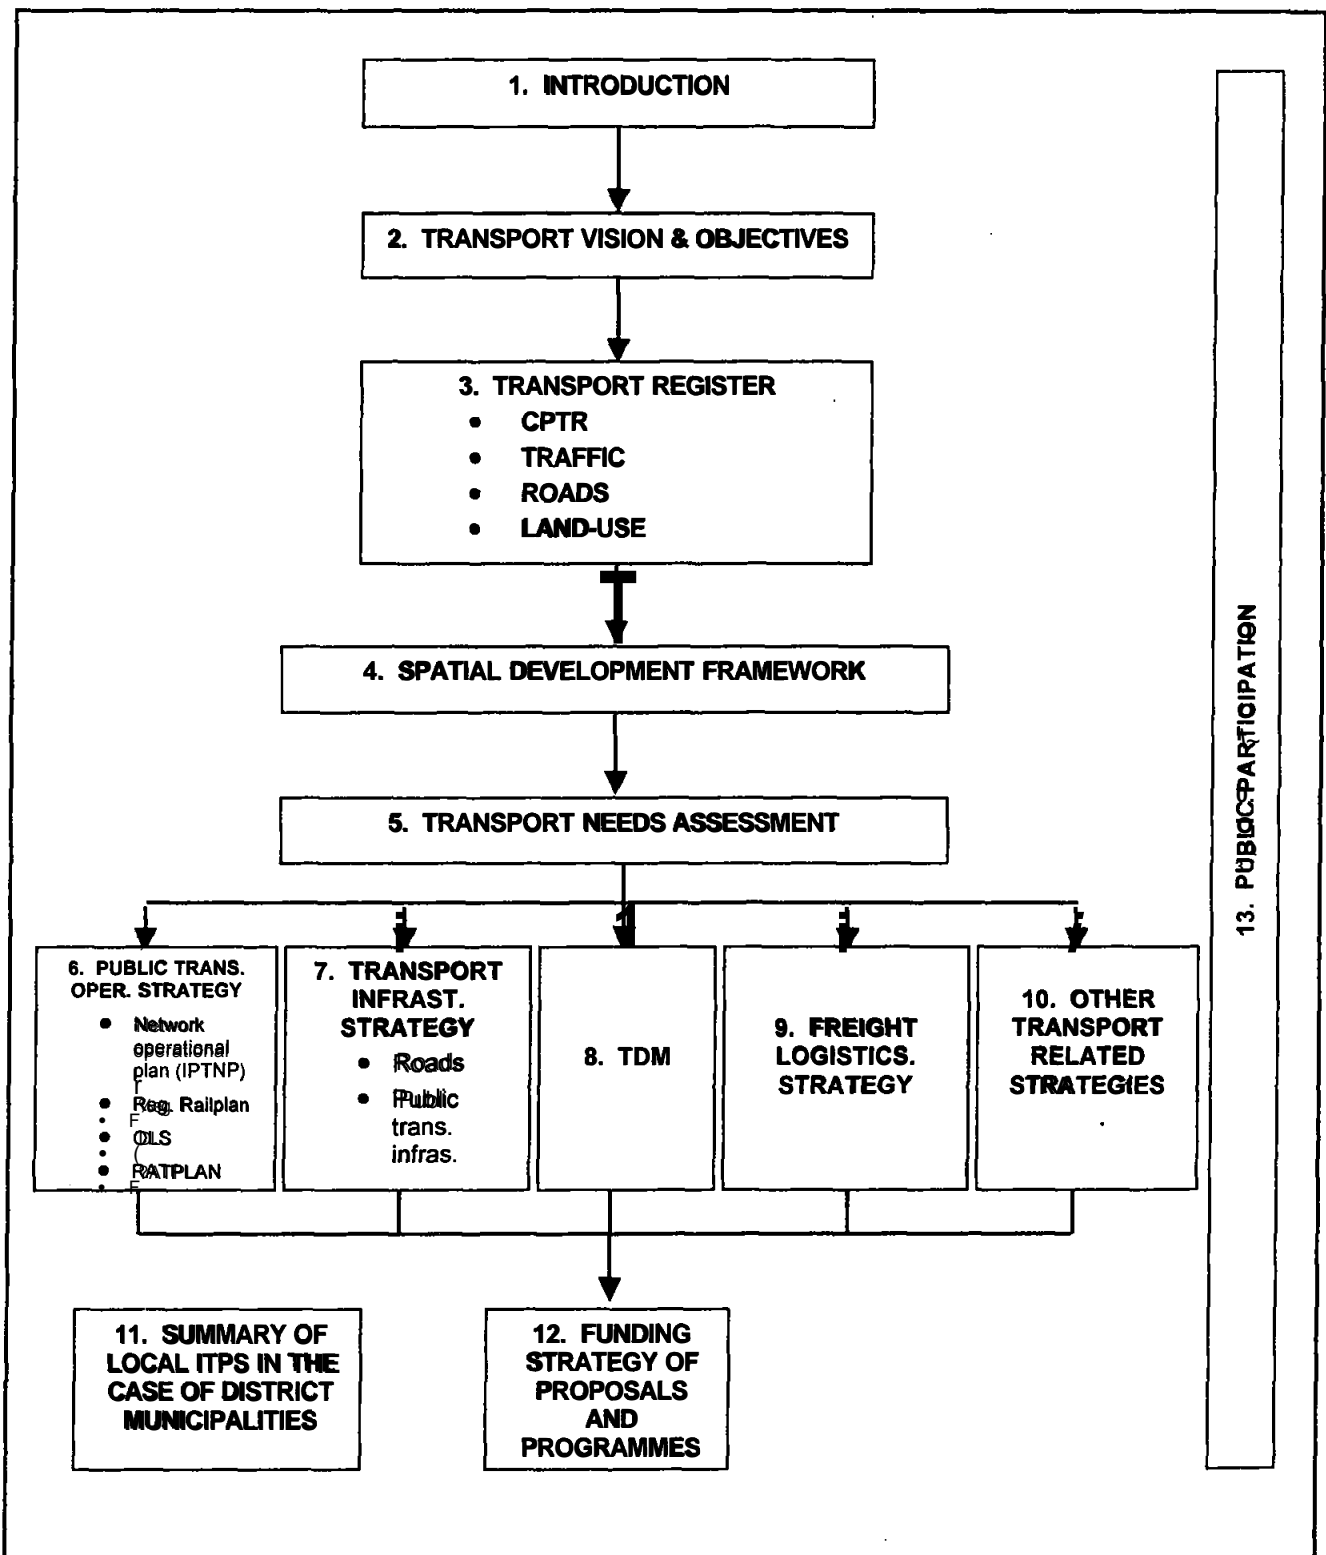 1. INTRODUCTION
2. TRANSPORT VISION & OBJECTIVES
3. TRANSPORT REGISTER
• CPTR
• TRAFFIC
• ROADS
• LAND-USE
4. SPATIAL DEVELOPMENT FRAMEWORK
5. TRANSPORT NEEDS ASSESSMENT
6. PUBLIC TRANS.
OPER. STRATEGY
• Network
operational
plan (IPTNP)
• Reg. Railplan
• OLS
• RATPLAN
7. TRANSPORT
INFRAST.
STRATEGY
• Roads
• Public
trans.
infras.
8. TDM
9. FREIGHT
LOGISTICS.
STRATEGY
10. OTHER
TRANSPORT
RELATED
STRATEGIES
11. SUMMARY OF
LOCAL ITPS IN THE
CASE OF DISTRICT
MUNICIPALITIES
12. FUNDING
STRATEGY OF
PROPOSALS
AND
PROGRAMMES
13. PUBLIC PARTICIPATION